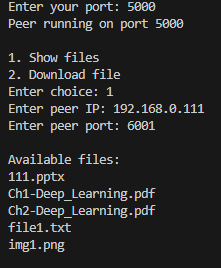 Enter your port: 5000
Peer running on port 5000

1. Show files
2. Download file
Enter choice: 1
Enter peer IP: 192.168.0.111
Enter peer port: 6001

Available files:
111.pptx
Ch1-Deep_Learning.pdf
Ch2-Deep_Learning.pdf
file1.txt
img1.png